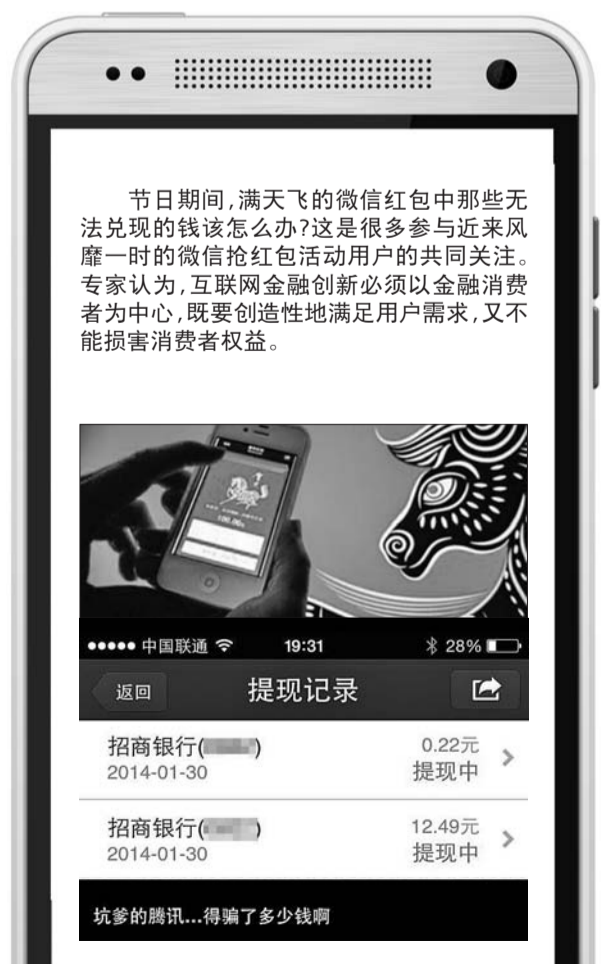 节日期间,满天飞的微信红包中那些无
法兑现的钱该怎么办?这是很多参与近来风
靡一时的微信抢红包活动用户的共同关注。
专家认为,互联网金融创新必须以金融消费
者为中心,既要创造性地满足用户需求,又不
能损害消费者权益。
中国联通 19:31 28%
返回 提现记录
招商银行( ) 0.22元
2014-01-30 提现中
招商银行( ) 12.49元
2014-01-30 提现中
坑爹的腾讯...得骗了多少钱啊